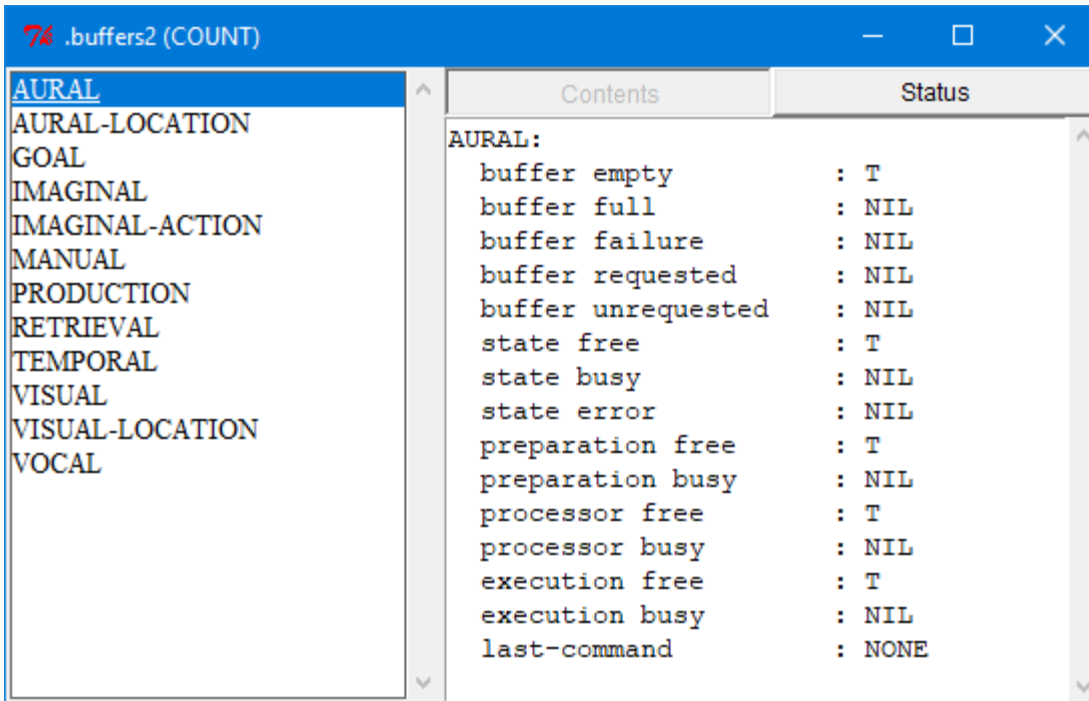 7k .buffers2 (COUNT)
AURAL
AURAL-LOCATION
GOAL
IMAGINAL
IMAGINAL-ACTION
MANUAL
PRODUCTION
RETRIEVAL
TEMPORAL
VISUAL
VISUAL-LOCATION
VOCAL
Contents Status
AURAL:
buffer empty : T
buffer full : NIL
buffer failure : NIL
buffer requested : NIL
buffer unrequested : NIL
state free : T
state busy : NIL
state error : NIL
preparation free : T
preparation busy : NIL
processor free : T
processor busy : NIL
execution free : T
execution busy : NIL
last-command : NONE